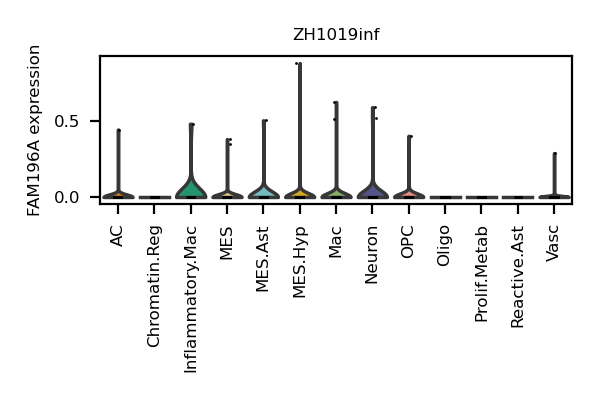 ZH1019inf
FAM196A expression
0.5
0.0
AC
Chromatin.Reg
Inflammatory.Mac
MES
MES.Ast
MES.Hyp
Mac
Neuron
OPC
Oligo
Prolif.Metab
Reactive.Ast
Vasc